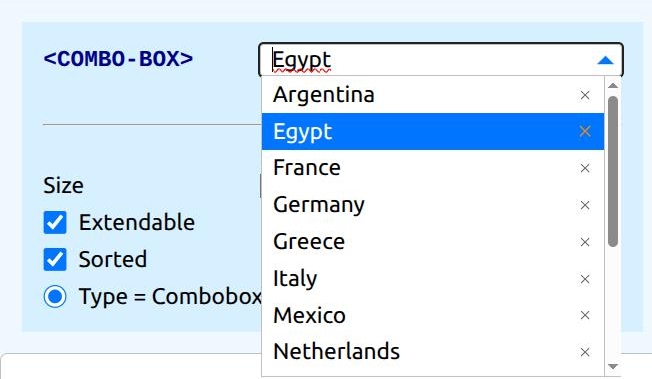 <COMBO-BOX>
Egypt
Argentina
Egypt
France
Germany
Greece
Italy
Mexico
Netherlands
Size
Extendable
Sorted
Type = Combobox